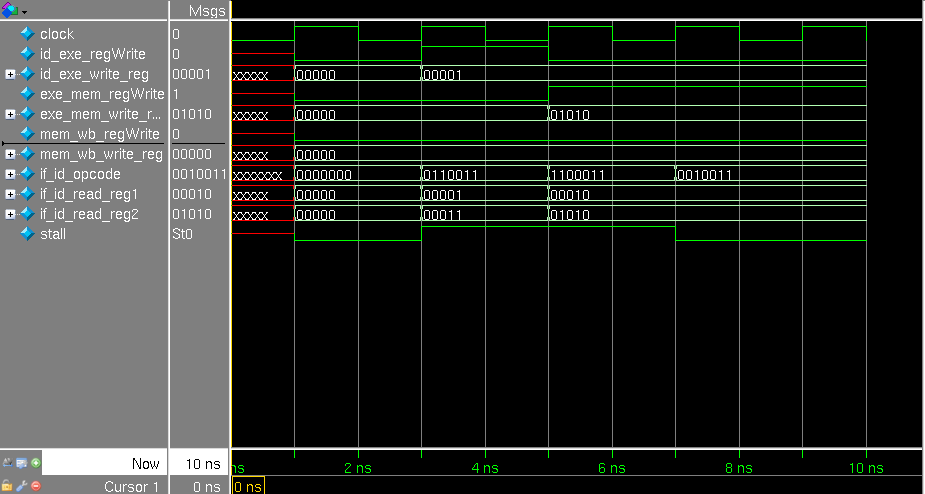 Msgs
clock 0
id_exe_regWrite 0
id_exe_write_reg 00001 xxxxx 00000 00001
exe_mem_regWrite 1
exe_mem_write_r... 01010 xxxxx 00000 01010
mem_wb_regWrite 0
mem_wb_write_reg 00000 xxxxx 00000
if_id_opcode 0010011 xxxxxxx 0000000 0110011 1100011 0010011
if_id_read_reg1 00010 xxxxx 00000 00001 00010
if_id_read_reg2 01010 xxxxx 00000 00011 01010
stall St0
Now 10 ns ns 2 ns 4 ns 6 ns 8 ns 10 ns
Cursor 1 0 ns 0 ns